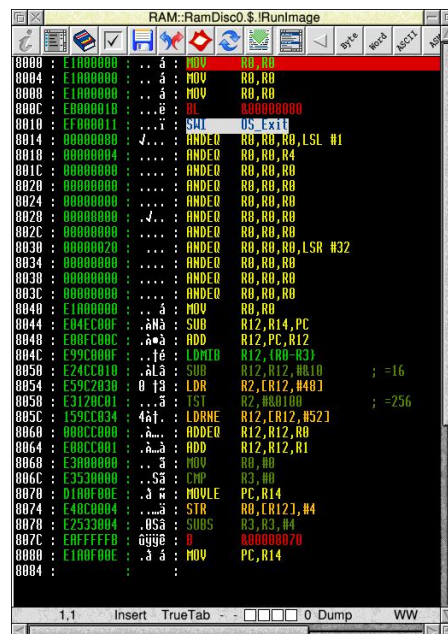 RAM::RamDisc0.$.!RunImage
Byte Word ASCII
8000 : E1A00000 : .. á : MOV R0,R0
8004 : E1A00000 : .. á : MOV R0,R0
8008 : E1A00000 : .. á : MOV R0,R0
800C : EB00001B : ...ë : BL &00008080
8010 : EF000011 : ...ï : SWI OS_Exit
8014 : 00000080 : √... : ANDEQ R0,R0,R0,LSL #1
8018 : 00000004 : .... : ANDEQ R0,R0,R4
801C : 00000000 : .... : ANDEQ R0,R0,R0
8020 : 00000000 : .... : ANDEQ R0,R0,R0
8024 : 00000000 : .... : ANDEQ R0,R0,R0
8028 : 00008000 : .√.. : ANDEQ R8,R0,R0
802C : 00000000 : .... : ANDEQ R0,R0,R0
8030 : 00000020 : ... : ANDEQ R0,R0,R0,LSR #32
8034 : 00000000 : .... : ANDEQ R0,R0,R0
8038 : 00000000 : .... : ANDEQ R0,R0,R0
803C : 00000000 : .... : ANDEQ R0,R0,R0
8040 : E1A00000 : .. á : MOV R0,R0
8044 : E04EC00F : .ÀNà : SUB R12,R14,PC
8048 : E08FC00C : .À•à : ADD R12,PC,R12
804C : E99C000F : ..†é : LDMIB R12,{R0-R3}
8050 : E24CC010 : .ÀLâ : SUB R12,R12,#&10 ; =16
8054 : E59C2030 : 0 †å : LDR R2,[R12,#48]
8058 : E3120C01 : ...ã : TST R2,#&0100 ; =256
805C : 159CC034 : 4À†. : LDRNE R12,[R12,#52]
8060 : 008CC000 : .À…. : ADDEQ R12,R12,R0
8064 : E08CC001 : .À…à : ADD R12,R12,R1
8068 : E3A00000 : .. ã : MOV R0,#0
806C : E3530000 : ..Sã : CMP R3,#0
8070 : D1A0F00E : .ð Ñ : MOVLE PC,R14
8074 : E48C0004 : ..…ä : STR R0,[R12],#4
8078 : E2533004 : .0Sâ : SUBS R3,R3,#4
807C : EAFFFFFB : ûÿÿê : B &00008070
8080 : E1A0F00E : .ð á : MOV PC,R14
8084 : : :
1,1 Insert TrueTab - - 0 Dump WW